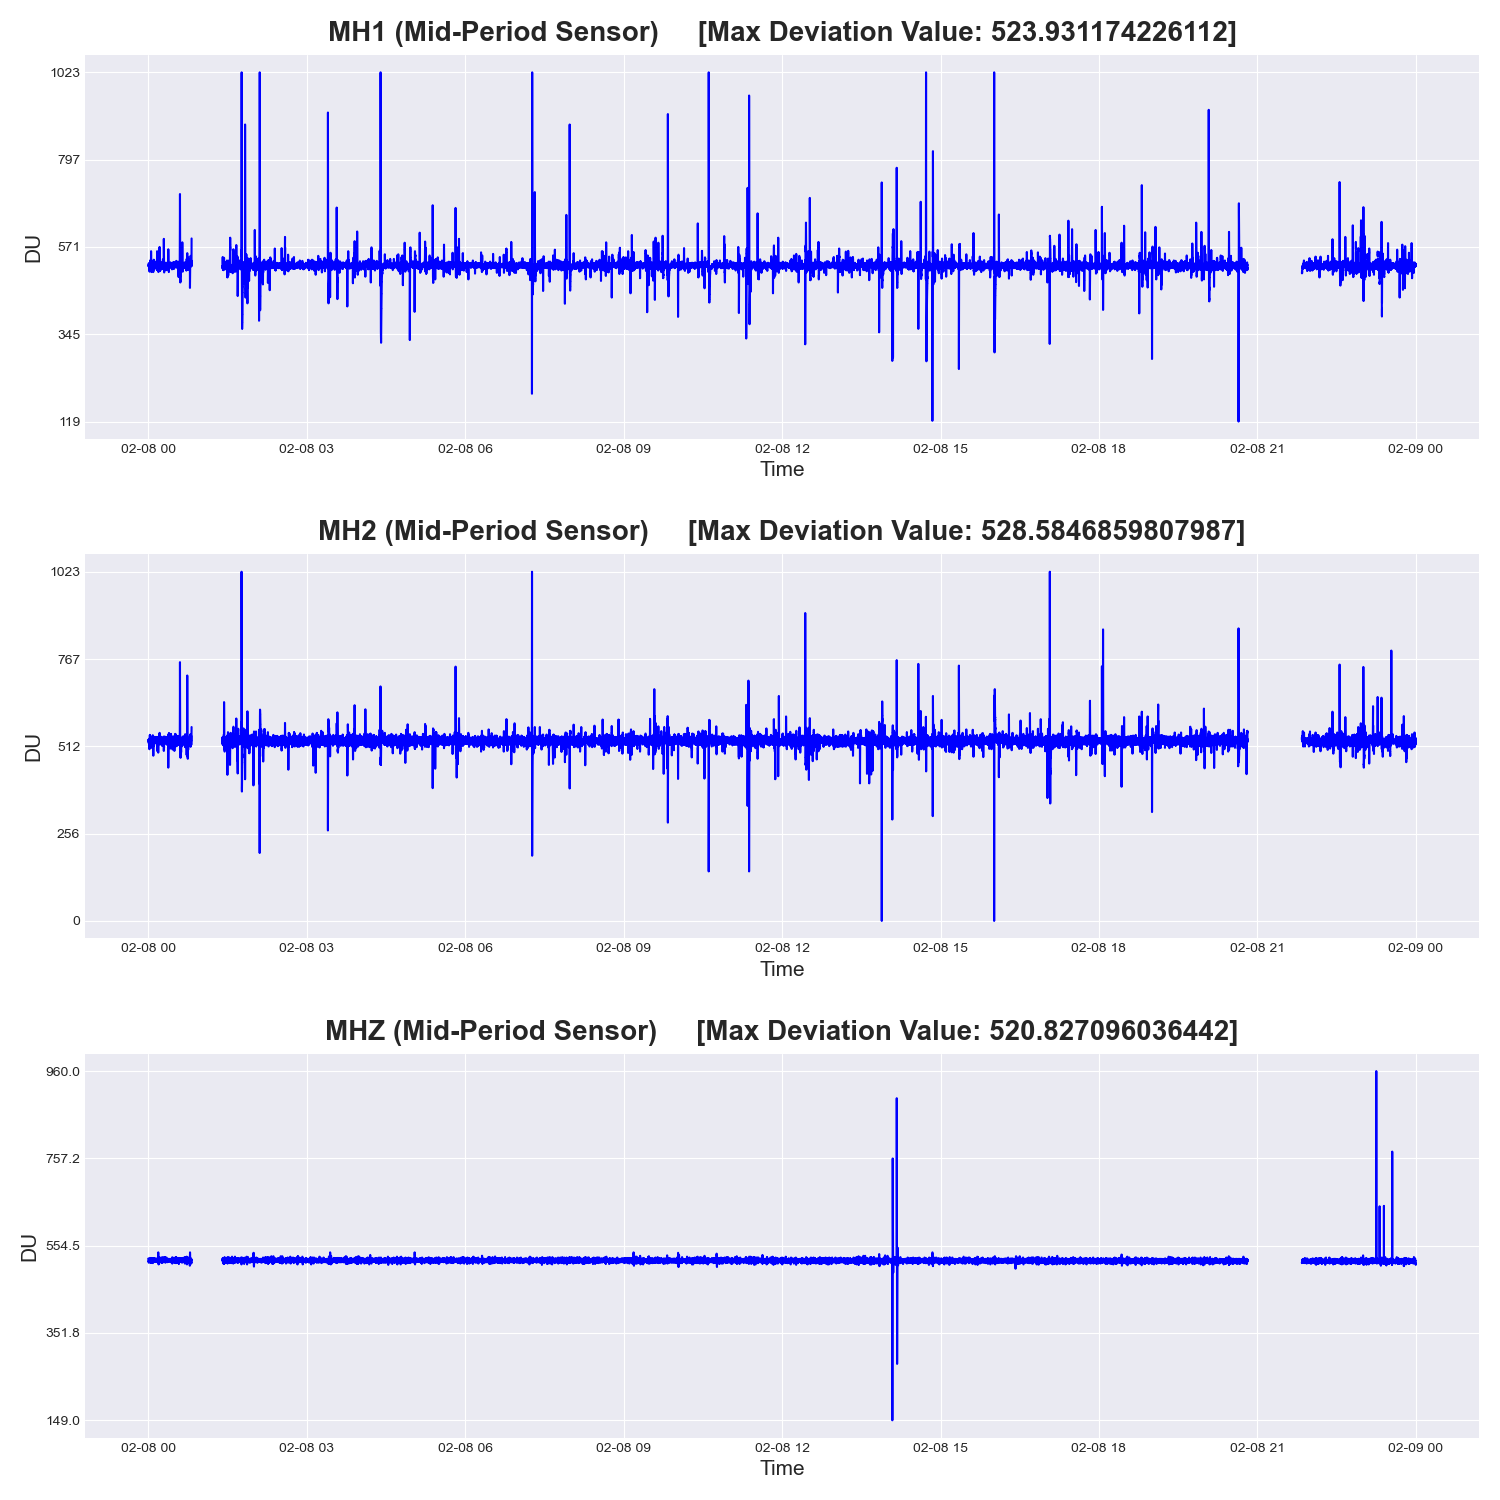 MH1 (Mid-Period Sensor) [Max Deviation Value: 523.931174226112]
1023
797
571
345
119
DU
02-08 00 02-08 03 02-08 06 02-08 09 02-08 12 02-08 15 02-08 18 02-08 21 02-09 00
Time
MH2 (Mid-Period Sensor) [Max Deviation Value: 528.5846859807987]
1023
767
512
256
0
DU
02-08 00 02-08 03 02-08 06 02-08 09 02-08 12 02-08 15 02-08 18 02-08 21 02-09 00
Time
MHZ (Mid-Period Sensor) [Max Deviation Value: 520.827096036442]
960.0
757.2
554.5
351.8
149.0
DU
02-08 00 02-08 03 02-08 06 02-08 09 02-08 12 02-08 15 02-08 18 02-08 21 02-09 00
Time